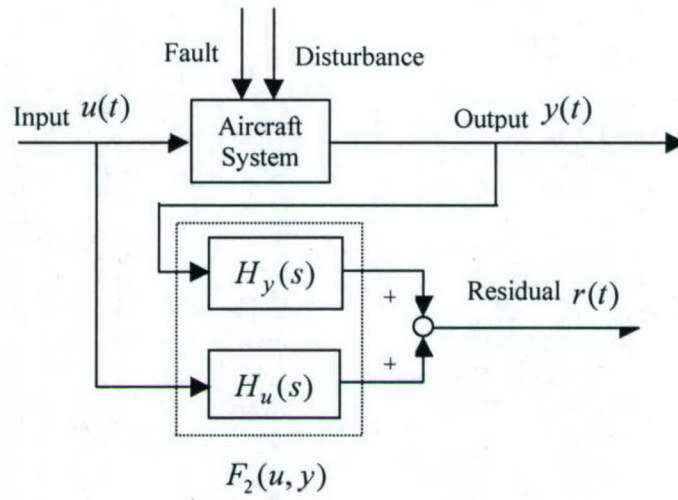 Fault
Disturbance
Input u(t)
Aircraft
System
Output y(t)
H_y(s)
+
Residual r(t)
+
H_u(s)
F_2(u, y)